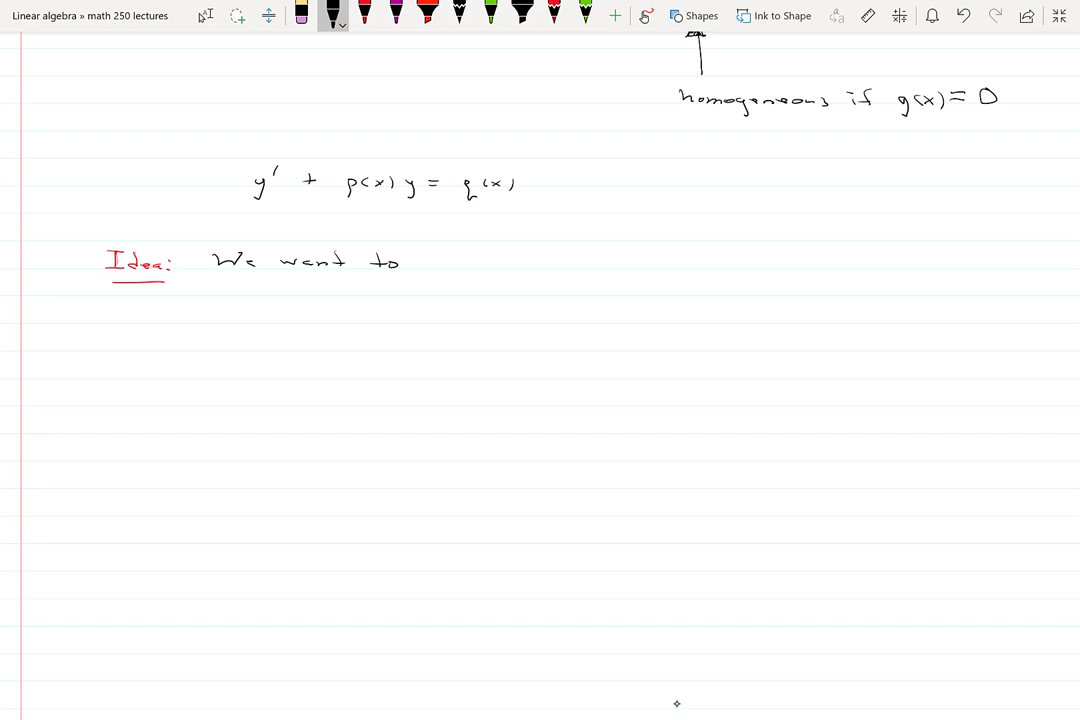 Linear algebra » math 250 lectures
Shapes
Ink to Shape
homogeneous if g(x) = 0
y' + p(x) y = q(x)
Idea: We want to